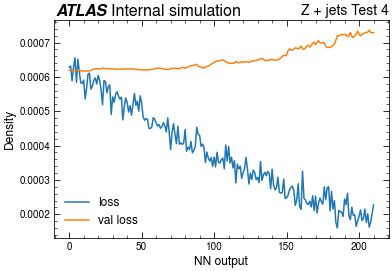 ATLAS Internal simulation
Z + jets Test 4
0.0007
0.0006
0.0005
0.0004
0.0003
0.0002
Density
loss
val loss
0 50 100 150 200
NN output